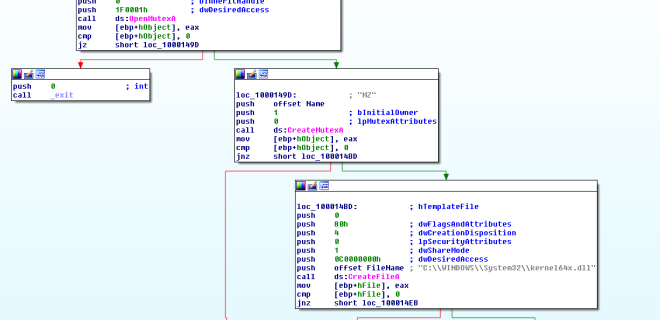 push 0 ; bInheritHandle
push 1F0001h ; dwDesiredAccess
call ds:OpenMutexA
mov [ebp+hObject], eax
cmp [ebp+hObject], 0
jz short loc_1000149D
push 0 ; int
call _exit
loc_1000149D: ; "MZ"
push offset Name
push 1 ; bInitialOwner
push 0 ; lpMutexAttributes
call ds:CreateMutexA
mov [ebp+hObject], eax
cmp [ebp+hObject], 0
jnz short loc_100014BD
loc_100014BD: ; hTemplateFile
push 0
push 80h ; dwFlagsAndAttributes
push 4 ; dwCreationDisposition
push 0 ; lpSecurityAttributes
push 1 ; dwShareMode
push 0C0000000h ; dwDesiredAccess
push offset FileName ; "C:\\WINDOWS\\System32\\kernel64x.dll"
call ds:CreateFileA
mov [ebp+hFile], eax
cmp [ebp+hFile], 0
jnz short loc_100014EB